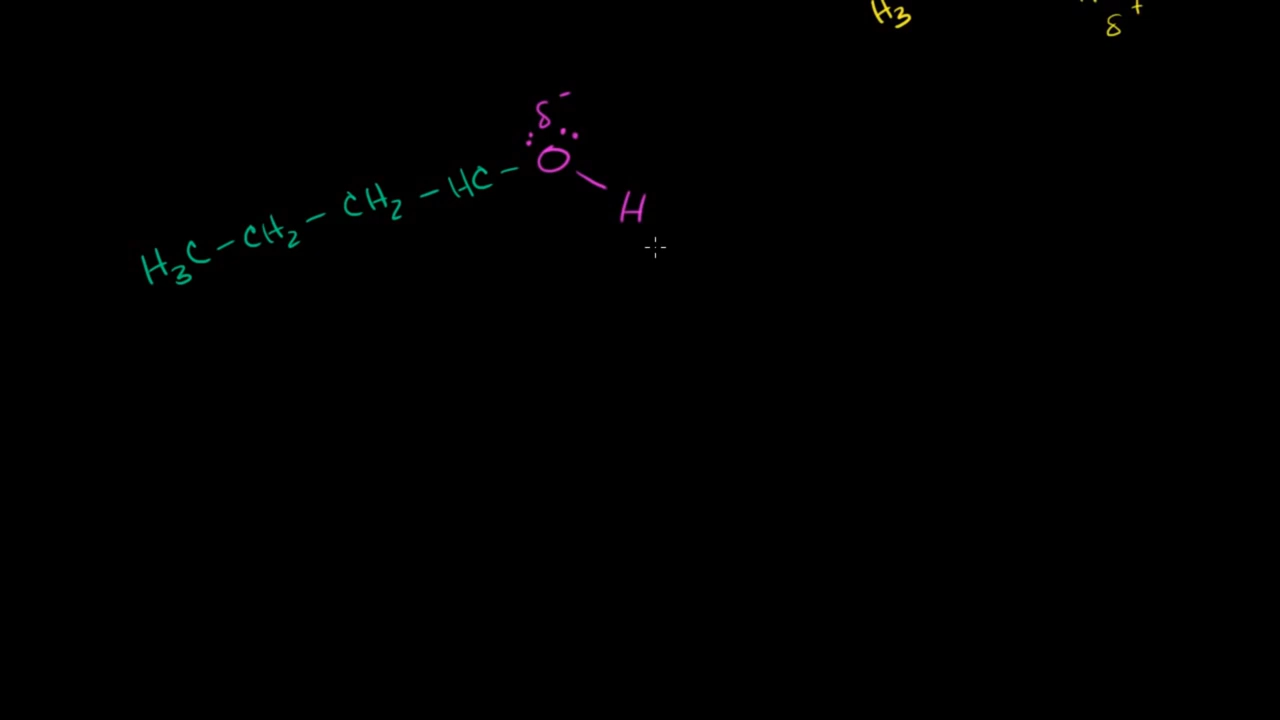 H₃
δ⁺
δ⁻
H₃C – CH₂ – CH₂ – HC – O – H